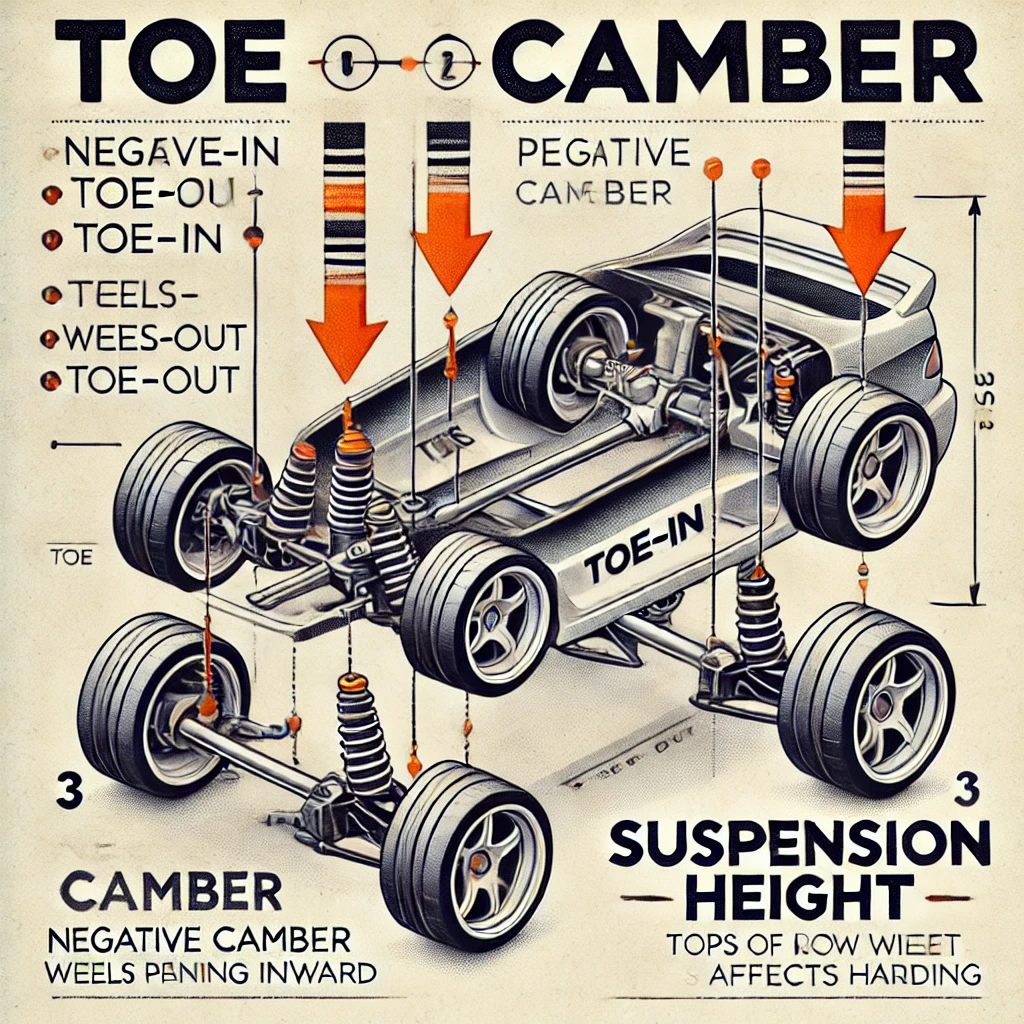 TOE
CAMBER
NEGAVE-IN
TOE-OU
TOE-IN
TEELS-
WEES-OUT
TOE-OUT
PEGATIVE
CAMBER
TOE-IN
TOE
3
3
CAMBER
NEGATIVE CAMBER
WEELS PENING INWARD
SUSPENSION
HEIGHT
TOPS OF ROW WIEET
AFFECTS HARDING